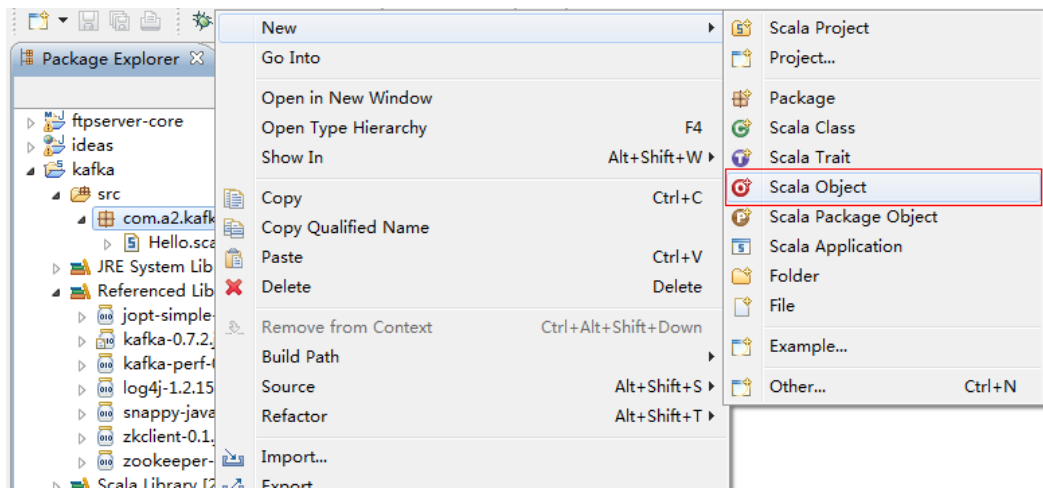 Package Explorer
ftpserver-core
ideas
kafka
src
com.a2.kafk
Hello.sca
JRE System Lib
Referenced Lib
jopt-simple-
kafka-0.7.2.
kafka-perf-
log4j-1.2.15
snappy-java
zkclient-0.1.
zookeeper-
Scala Library [2
New
Go Into
Open in New Window
Open Type Hierarchy F4
Show In Alt+Shift+W
Copy Ctrl+C
Copy Qualified Name
Paste Ctrl+V
Delete Delete
Remove from Context Ctrl+Alt+Shift+Down
Build Path
Source Alt+Shift+S
Refactor Alt+Shift+T
Import...
Export
Scala Project
Project...
Package
Scala Class
Scala Trait
Scala Object
Scala Package Object
Scala Application
Folder
File
Example...
Other... Ctrl+N